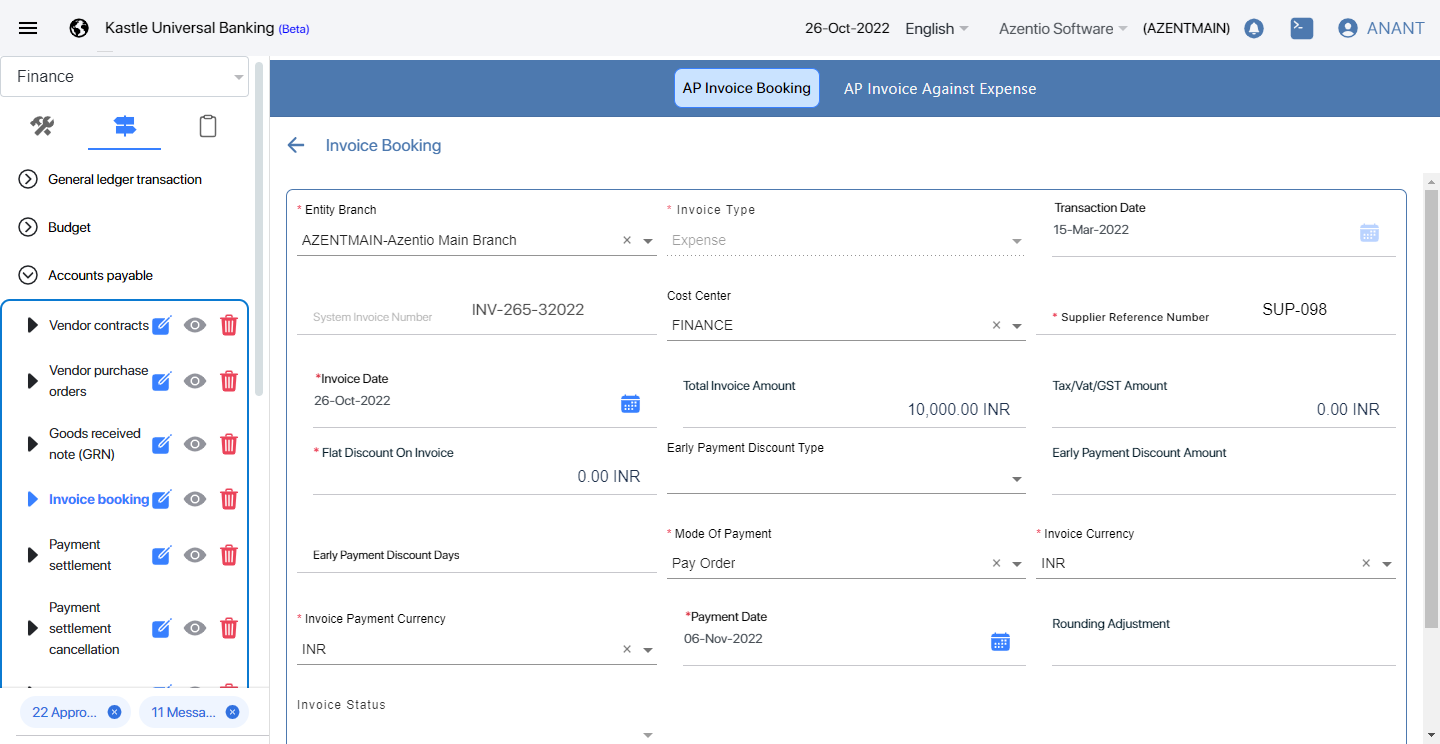 Kastle Universal Banking (Beta)
26-Oct-2022
English
Azentio Software
(AZENTMAIN)
ANANT
Finance
General ledger transaction
Budget
Accounts payable
Vendor contracts
Vendor purchase
orders
Goods received
note (GRN)
Invoice booking
Payment
settlement
Payment
settlement
cancellation
22 Appro...
11 Messa...
AP Invoice Booking
AP Invoice Against Expense
Invoice Booking
* Entity Branch
AZENTMAIN-Azentio Main Branch
* Invoice Type
Expense
Transaction Date
15-Mar-2022
System Invoice Number
INV-265-32022
Cost Center
FINANCE
* Supplier Reference Number
SUP-098
*Invoice Date
26-Oct-2022
Total Invoice Amount
10,000.00 INR
Tax/Vat/GST Amount
0.00 INR
* Flat Discount On Invoice
0.00 INR
Early Payment Discount Type
Early Payment Discount Amount
Early Payment Discount Days
* Mode Of Payment
Pay Order
* Invoice Currency
INR
* Invoice Payment Currency
INR
*Payment Date
06-Nov-2022
Rounding Adjustment
Invoice Status